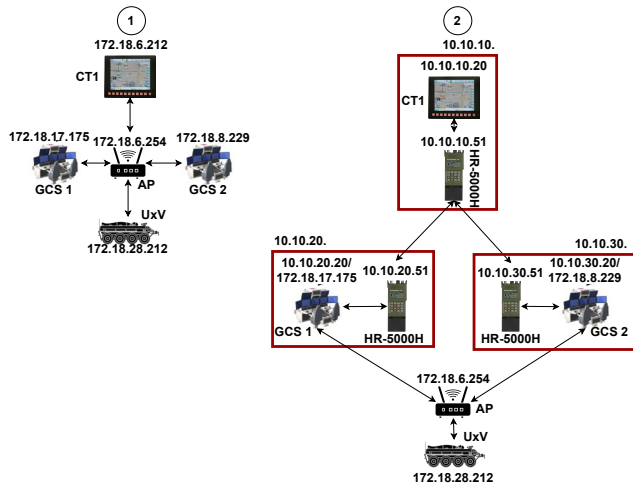 1
172.18.6.212
CT1
172.18.17.175
172.18.6.254
172.18.8.229
GCS 1
AP
GCS 2
UxV
172.18.28.212
2
10.10.10.
10.10.10.20
CT1
10.10.10.51
HR-5000H
10.10.20.
10.10.20.20/
172.18.17.175
10.10.20.51
GCS 1
HR-5000H
10.10.30.
10.10.30.51
10.10.30.20/
172.18.8.229
HR-5000H
GCS 2
172.18.6.254
AP
UxV
172.18.28.212